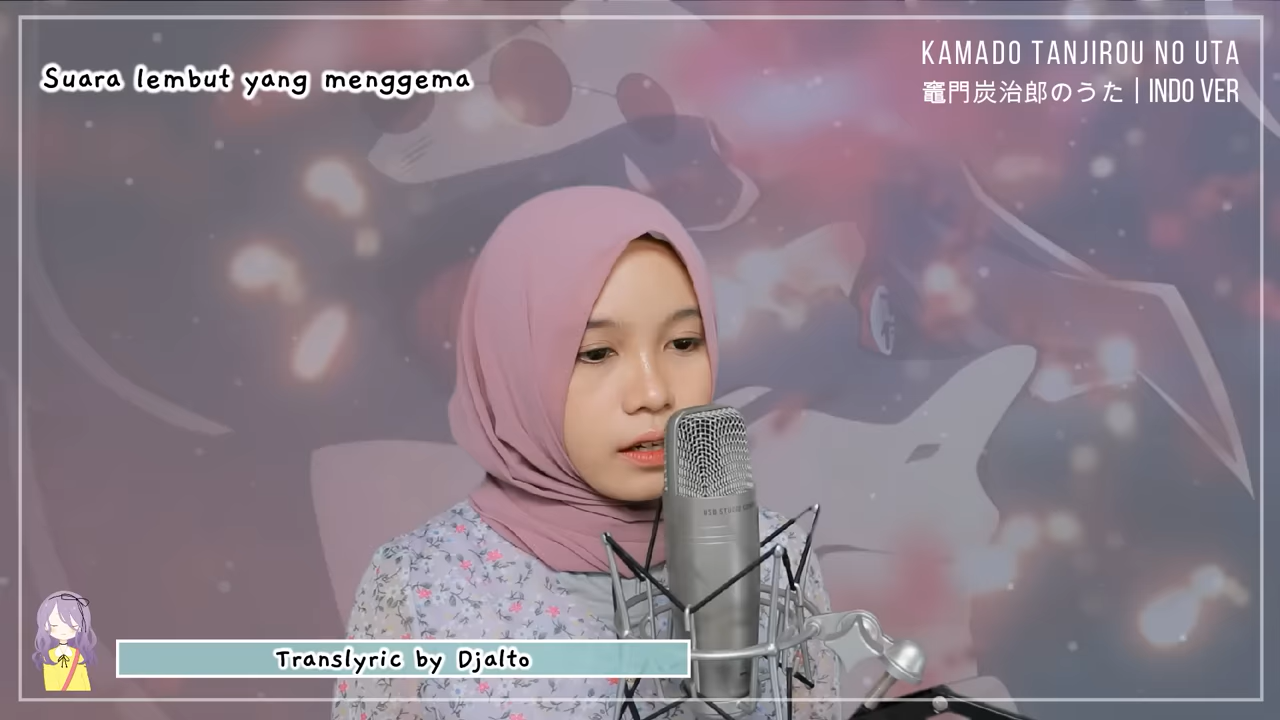 Suara lembut yang menggema
KAMADO TANJIROU NO UTA
竈門炭治郎のうた | INDO VER
Translyric by Djalto